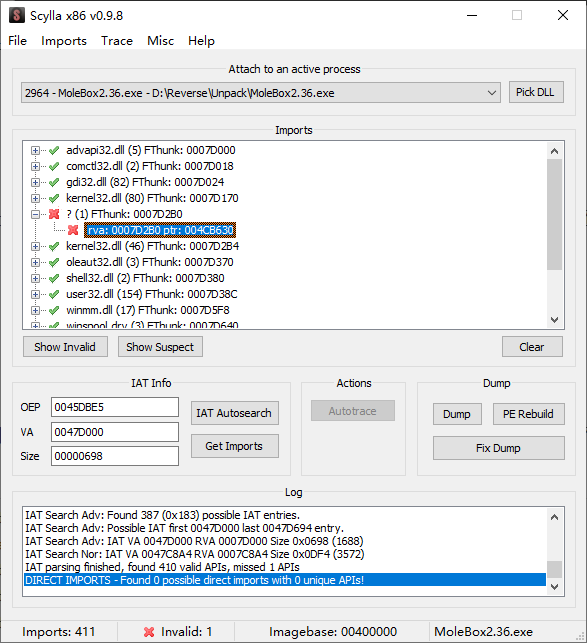 Scylla x86 v0.9.8
File Imports Trace Misc Help
Attach to an active process
2964 - MoleBox2.36.exe - D:\Reverse\Unpack\MoleBox2.36.exe
Pick DLL
Imports
advapi32.dll (5) FThunk: 0007D000
comctl32.dll (2) FThunk: 0007D018
gdi32.dll (82) FThunk: 0007D024
kernel32.dll (80) FThunk: 0007D170
? (1) FThunk: 0007D2B0
rva: 0007D2B0 ptr: 004CB630
kernel32.dll (46) FThunk: 0007D2B4
oleaut32.dll (3) FThunk: 0007D370
shell32.dll (2) FThunk: 0007D380
user32.dll (154) FThunk: 0007D38C
winmm.dll (17) FThunk: 0007D5F8
winspool.drv (3) FThunk: 0007D640
Show Invalid Show Suspect Clear
IAT Info
OEP 0045DBE5
VA 0047D000
Size 00000698
IAT Autosearch
Get Imports
Actions
Autotrace
Dump
Dump PE Rebuild
Fix Dump
Log
IAT Search Adv: Found 387 (0x183) possible IAT entries.
IAT Search Adv: Possible IAT first 0047D000 last 0047D694 entry.
IAT Search Adv: IAT VA 0047D000 RVA 0007D000 Size 0x0698 (1688)
IAT Search Nor: IAT VA 0047C8A4 RVA 0007C8A4 Size 0x0DF4 (3572)
IAT parsing finished, found 410 valid APIs, missed 1 APIs
DIRECT IMPORTS - Found 0 possible direct imports with 0 unique APIs!
Imports: 411 Invalid: 1 Imagebase: 00400000 MoleBox2.36.exe